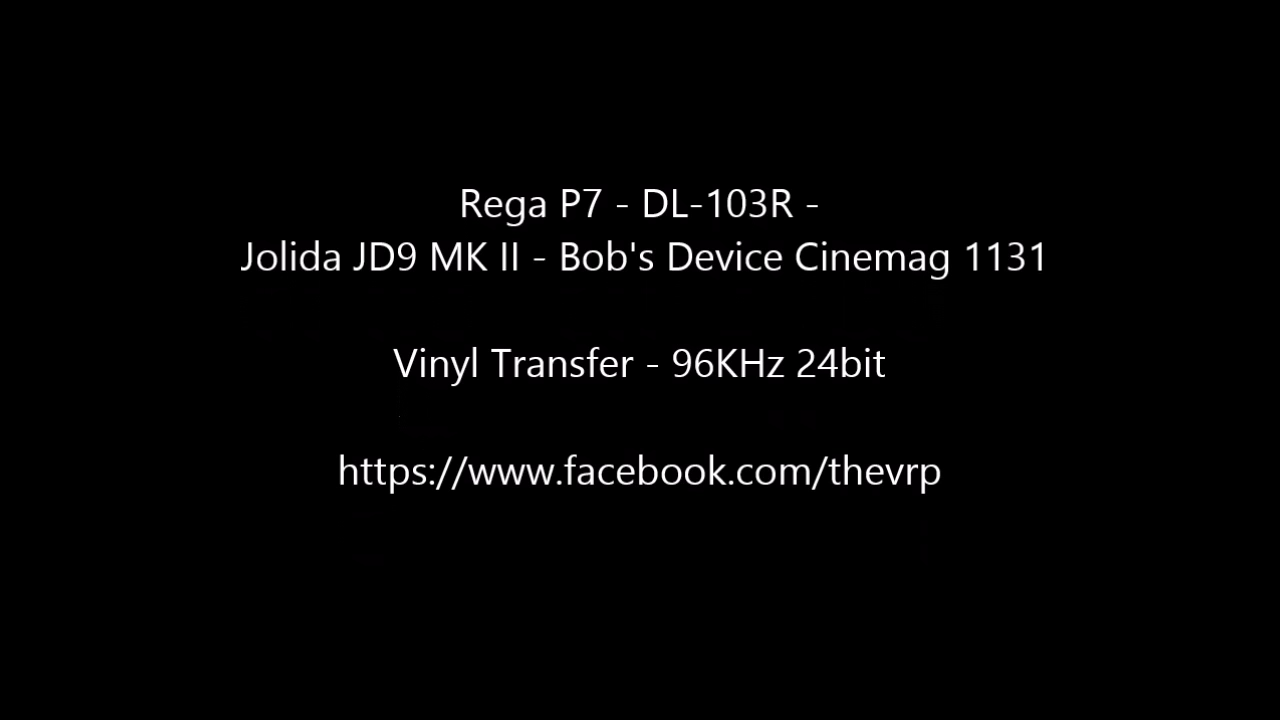 Rega P7 - DL-103R -
Jolida JD9 MK II - Bob's Device Cinemag 1131
Vinyl Transfer - 96KHz 24bit
https://www.facebook.com/thevrp